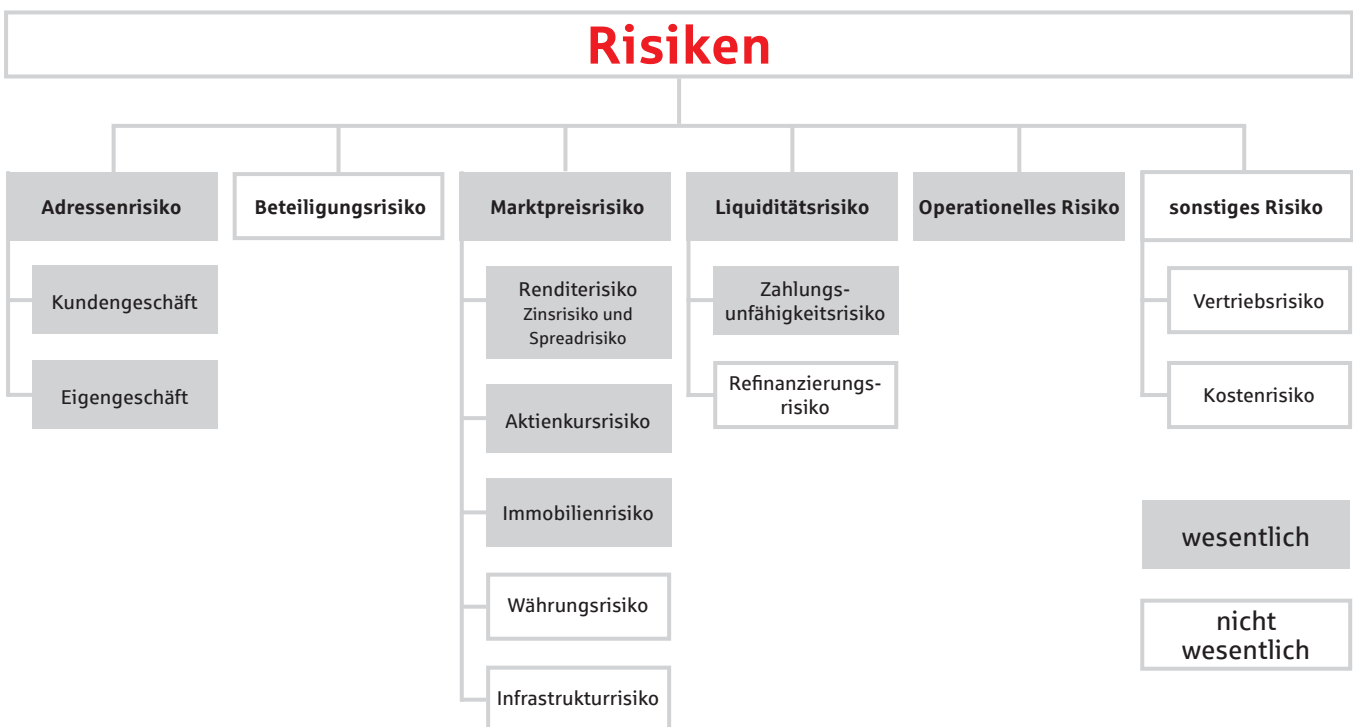 Risiken
Adressenrisiko
Beteiligungsrisiko
Marktpreisrisiko
Liquiditätsrisiko
Operationelles Risiko
sonstiges Risiko
Kundengeschäft
Eigengeschäft
Renditerisiko
Zinsrisiko und
Spreadrisiko
Aktienkursrisiko
Immobilienrisiko
Währungsrisiko
Infrastrukturrisiko
Zahlungs-
unfähigkeitsrisiko
Refinanzierungs-
risiko
Vertriebsrisiko
Kostenrisiko
wesentlich
nicht
wesentlich